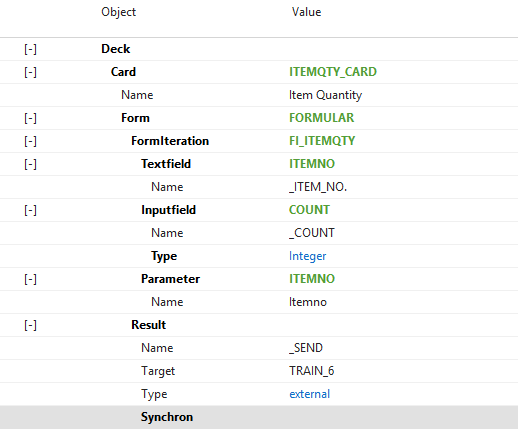 Object Value
[-] Deck
[-] Card ITEMQTY_CARD
Name Item Quantity
[-] Form FORMULAR
[-] FormIteration FI_ITEMQTY
[-] Textfield ITEMNO
Name _ITEM_NO.
[-] Inputfield COUNT
Name _COUNT
Type Integer
[-] Parameter ITEMNO
Name Itemno
[-] Result
Name _SEND
Target TRAIN_6
Type external
Synchron